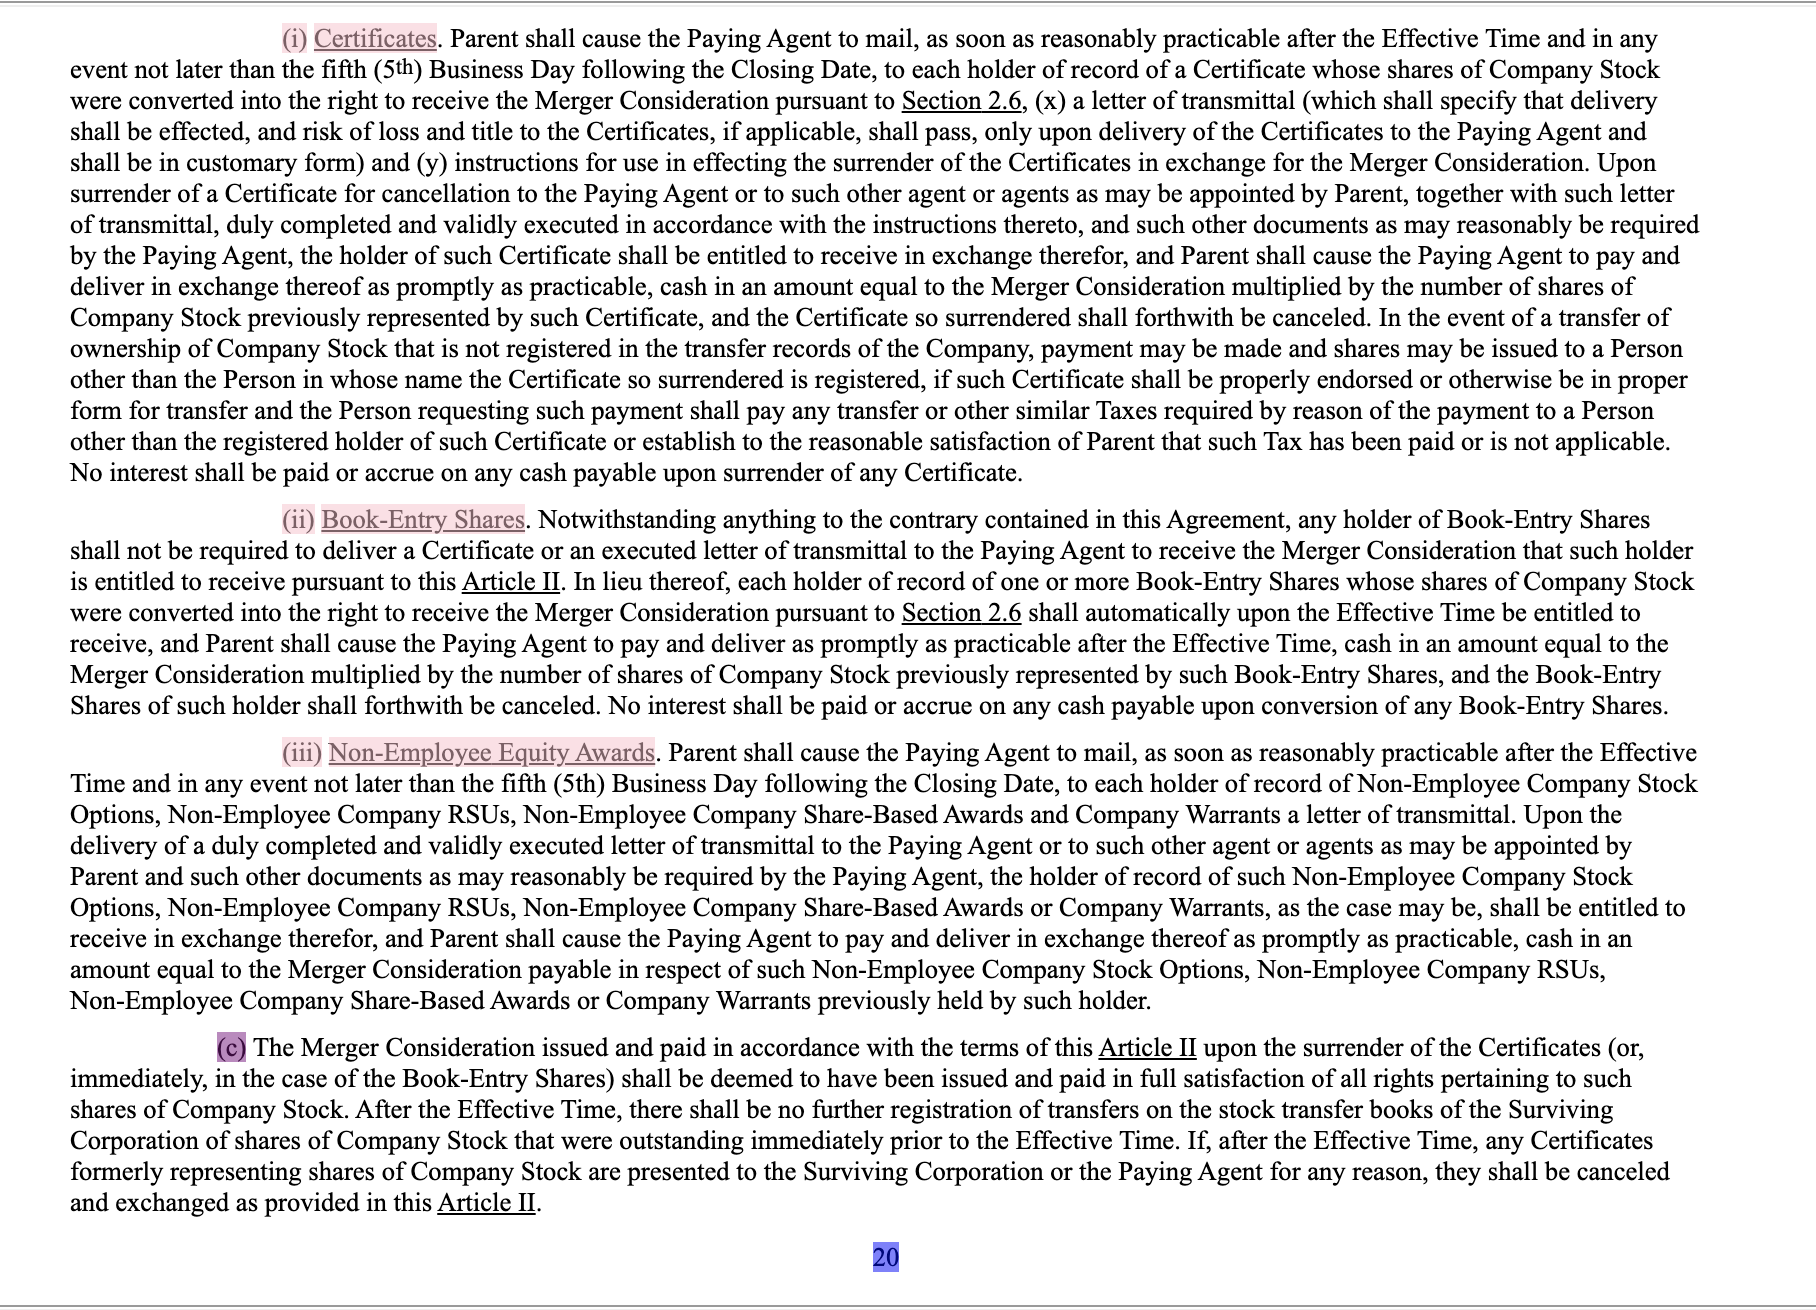 (i) Certificates. Parent shall cause the Paying Agent to mail, as soon as reasonably practicable after the Effective Time and in any
event not later than the fifth (5th) Business Day following the Closing Date, to each holder of record of a Certificate whose shares of Company Stock
were converted into the right to receive the Merger Consideration pursuant to Section 2.6, (x) a letter of transmittal (which shall specify that delivery
shall be effected, and risk of loss and title to the Certificates, if applicable, shall pass, only upon delivery of the Certificates to the Paying Agent and
shall be in customary form) and (y) instructions for use in effecting the surrender of the Certificates in exchange for the Merger Consideration. Upon
surrender of a Certificate for cancellation to the Paying Agent or to such other agent or agents as may be appointed by Parent, together with such letter
of transmittal, duly completed and validly executed in accordance with the instructions thereto, and such other documents as may reasonably be required
by the Paying Agent, the holder of such Certificate shall be entitled to receive in exchange therefor, and Parent shall cause the Paying Agent to pay and
deliver in exchange thereof as promptly as practicable, cash in an amount equal to the Merger Consideration multiplied by the number of shares of
Company Stock previously represented by such Certificate, and the Certificate so surrendered shall forthwith be canceled. In the event of a transfer of
ownership of Company Stock that is not registered in the transfer records of the Company, payment may be made and shares may be issued to a Person
other than the Person in whose name the Certificate so surrendered is registered, if such Certificate shall be properly endorsed or otherwise be in proper
form for transfer and the Person requesting such payment shall pay any transfer or other similar Taxes required by reason of the payment to a Person
other than the registered holder of such Certificate or establish to the reasonable satisfaction of Parent that such Tax has been paid or is not applicable.
No interest shall be paid or accrue on any cash payable upon surrender of any Certificate.
(ii) Book-Entry Shares. Notwithstanding anything to the contrary contained in this Agreement, any holder of Book-Entry Shares
shall not be required to deliver a Certificate or an executed letter of transmittal to the Paying Agent to receive the Merger Consideration that such holder
is entitled to receive pursuant to this Article II. In lieu thereof, each holder of record of one or more Book-Entry Shares whose shares of Company Stock
were converted into the right to receive the Merger Consideration pursuant to Section 2.6 shall automatically upon the Effective Time be entitled to
receive, and Parent shall cause the Paying Agent to pay and deliver as promptly as practicable after the Effective Time, cash in an amount equal to the
Merger Consideration multiplied by the number of shares of Company Stock previously represented by such Book-Entry Shares, and the Book-Entry
Shares of such holder shall forthwith be canceled. No interest shall be paid or accrue on any cash payable upon conversion of any Book-Entry Shares.
(iii) Non-Employee Equity Awards. Parent shall cause the Paying Agent to mail, as soon as reasonably practicable after the Effective
Time and in any event not later than the fifth (5th) Business Day following the Closing Date, to each holder of record of Non-Employee Company Stock
Options, Non-Employee Company RSUs, Non-Employee Company Share-Based Awards and Company Warrants a letter of transmittal. Upon the
delivery of a duly completed and validly executed letter of transmittal to the Paying Agent or to such other agent or agents as may be appointed by
Parent and such other documents as may reasonably be required by the Paying Agent, the holder of record of such Non-Employee Company Stock
Options, Non-Employee Company RSUs, Non-Employee Company Share-Based Awards or Company Warrants, as the case may be, shall be entitled to
receive in exchange therefor, and Parent shall cause the Paying Agent to pay and deliver in exchange thereof as promptly as practicable, cash in an
amount equal to the Merger Consideration payable in respect of such Non-Employee Company Stock Options, Non-Employee Company RSUs,
Non-Employee Company Share-Based Awards or Company Warrants previously held by such holder.
(c) The Merger Consideration issued and paid in accordance with the terms of this Article II upon the surrender of the Certificates (or,
immediately, in the case of the Book-Entry Shares) shall be deemed to have been issued and paid in full satisfaction of all rights pertaining to such
shares of Company Stock. After the Effective Time, there shall be no further registration of transfers on the stock transfer books of the Surviving
Corporation of shares of Company Stock that were outstanding immediately prior to the Effective Time. If, after the Effective Time, any Certificates
formerly representing shares of Company Stock are presented to the Surviving Corporation or the Paying Agent for any reason, they shall be canceled
and exchanged as provided in this Article II.
20